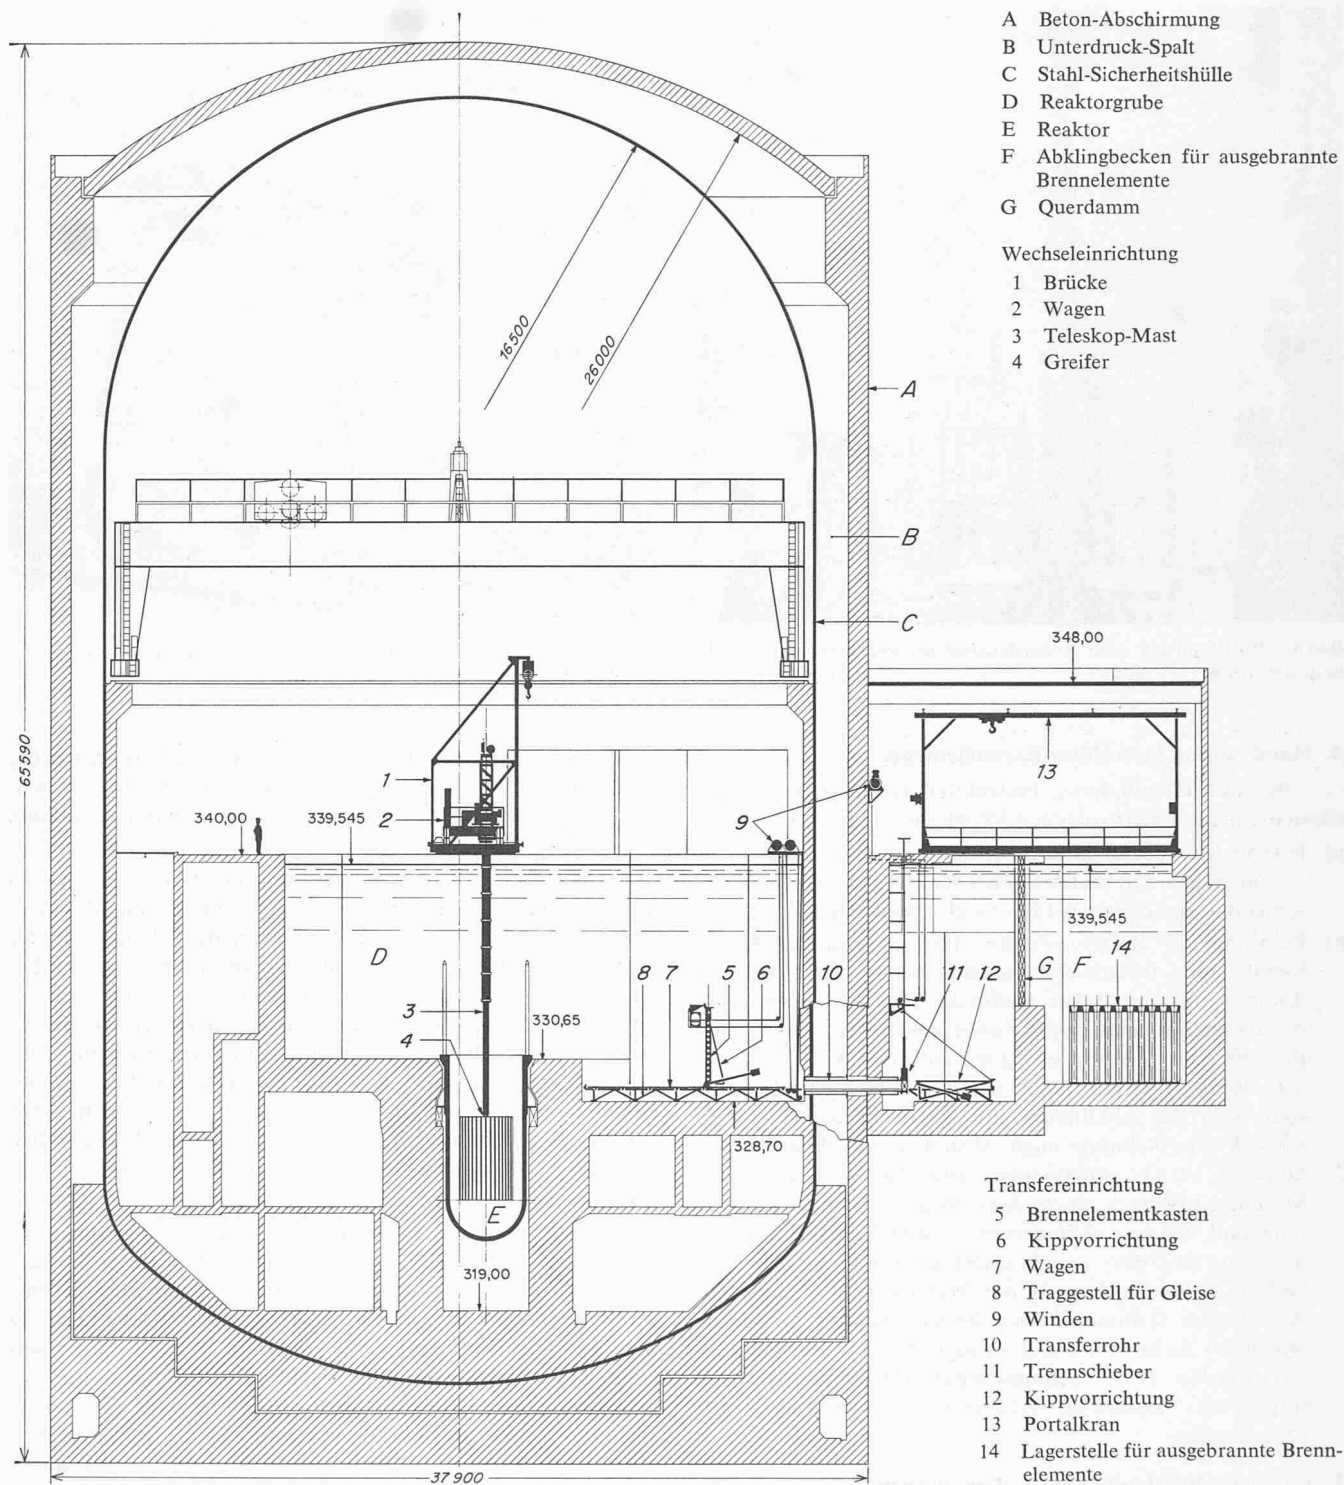 A Beton-Abschirmung
B Unterdruck-Spalt
C Stahl-Sicherheitshülle
D Reaktorgrube
E Reaktor
F Abklingbecken für ausgebrannte
Brennelemente
G Querdamm
Wechseleinrichtung
1 Brücke
2 Wagen
3 Teleskop-Mast
4 Greifer
16500
26000
A
B
C
348,00
65590
1
2
13
340,00
339,545
9
339,545
D
8
7
5
6
10
11
12
G
F
14
3
4
330,65
328,70
E
319,00
37900
Transfereinrichtung
5 Brennelementkasten
6 Kippvorrichtung
7 Wagen
8 Traggestell für Gleise
9 Winden
10 Transferrohr
11 Trennschieber
12 Kippvorrichtung
13 Portalkran
14 Lagerstelle für ausgebrannte Brenn-
elemente